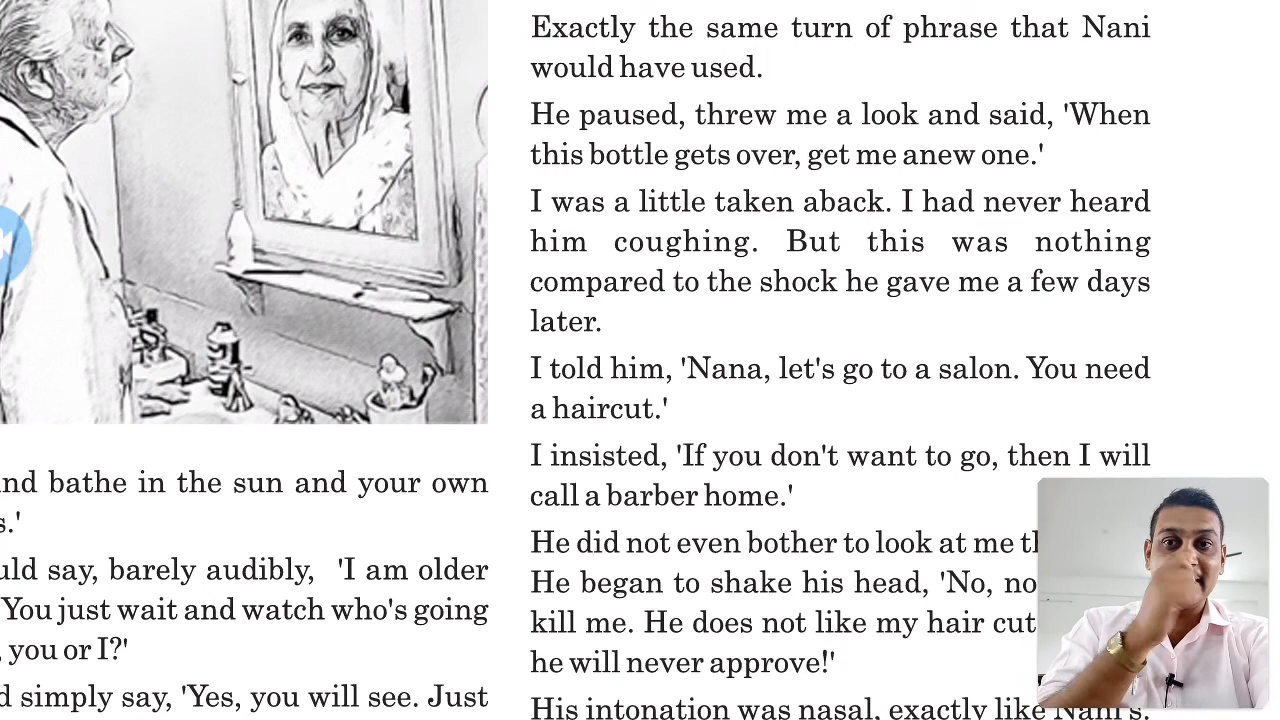 and bathe in the sun and your own
s.'
uld say, barely audibly, 'I am older
You just wait and watch who's going
, you or I?'
d simply say, 'Yes, you will see. Just
Exactly the same turn of phrase that Nani
would have used.
He paused, threw me a look and said, 'When
this bottle gets over, get me anew one.'
I was a little taken aback. I had never heard
him coughing. But this was nothing
compared to the shock he gave me a few days
later.
I told him, 'Nana, let's go to a salon. You need
a haircut.'
I insisted, 'If you don't want to go, then I will
call a barber home.'
He did not even bother to look at me
He began to shake his head, 'No, no
kill me. He does not like my hair cut
he will never approve!'
His intonation was nasal, exactly like Nani's.